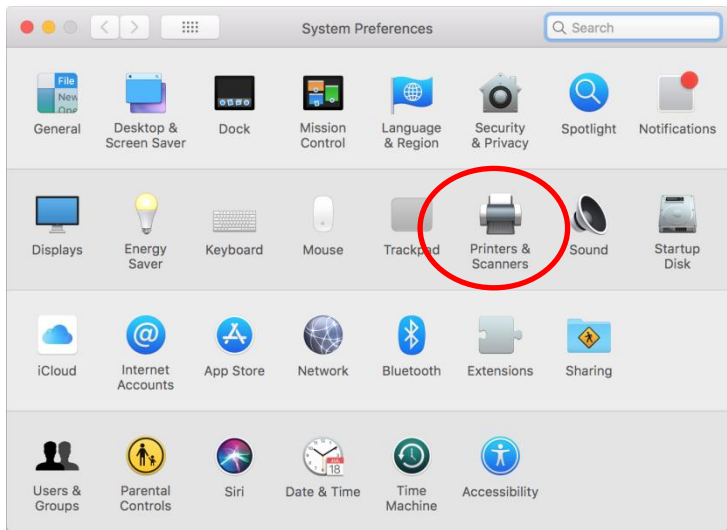 System Preferences
Search
File
New
Ope
General
Desktop &
Screen Saver
Dock
Mission
Control
Language
& Region
Security
& Privacy
Spotlight
Notifications
Displays
Energy
Saver
Keyboard
Mouse
Trackpad
Printers &
Scanners
Sound
Startup
Disk
iCloud
Internet
Accounts
App Store
Network
Bluetooth
Extensions
Sharing
Users &
Groups
Parental
Controls
Siri
JUL
18
Date & Time
Time
Machine
Accessibility